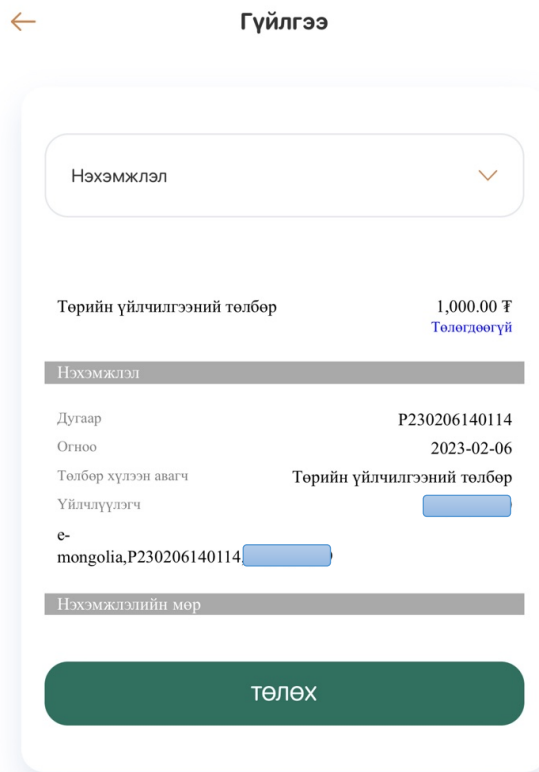 Гүйлгээ
Нэхэмжлэл
Төрийн үйлчилгээний төлбөр 1,000.00 ₮
Төлөгдөөгүй
Нэхэмжлэл
Дугаар P230206140114
Огноо 2023-02-06
Төлбөр хүлээн авагч Төрийн үйлчилгээний төлбөр
Үйлчлүүлэгч
e-
mongolia,P230206140114,
Нэхэмжлэлийн мөр
ТӨЛӨХ